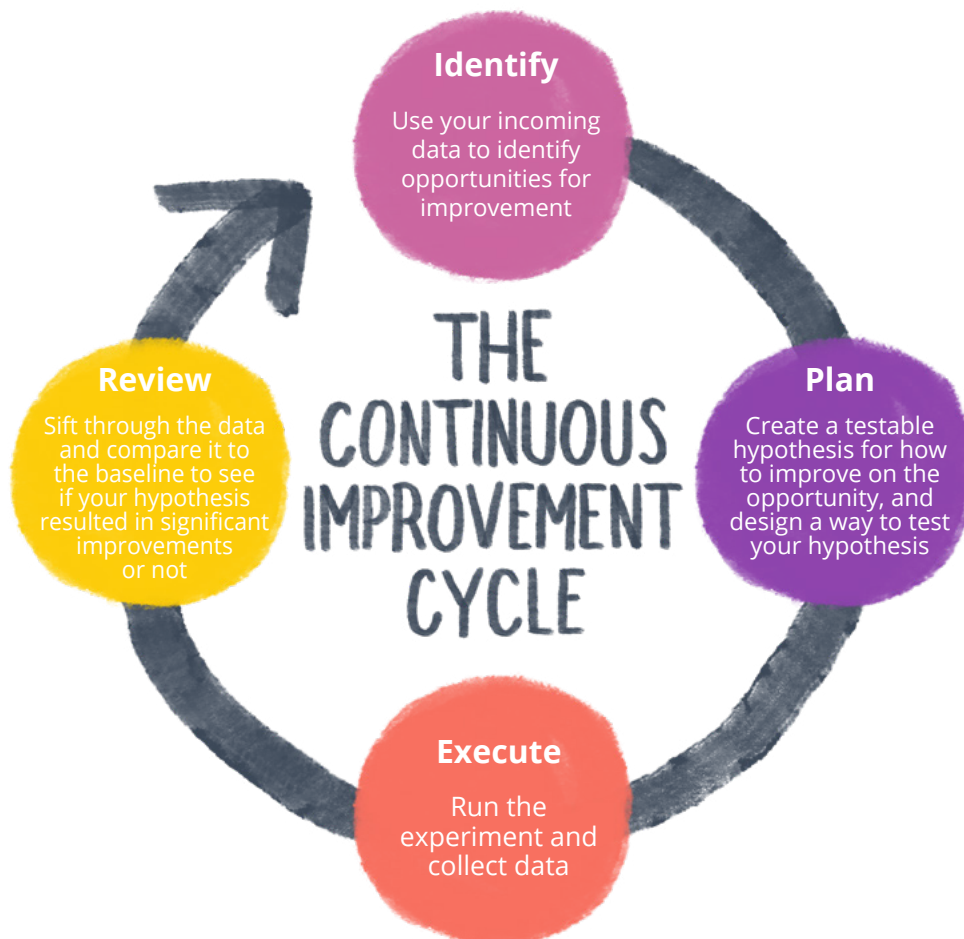 Identify
Use your incoming
data to identify
opportunities for
improvement
THE
CONTINUOUS
IMPROVEMENT
CYCLE
Plan
Create a testable
hypothesis for how
to improve on the
opportunity, and
design a way to test
your hypothesis
Execute
Run the
experiment and
collect data
Review
Sift through the data
and compare it to
the baseline to see
if your hypothesis
resulted in significant
improvements
or not